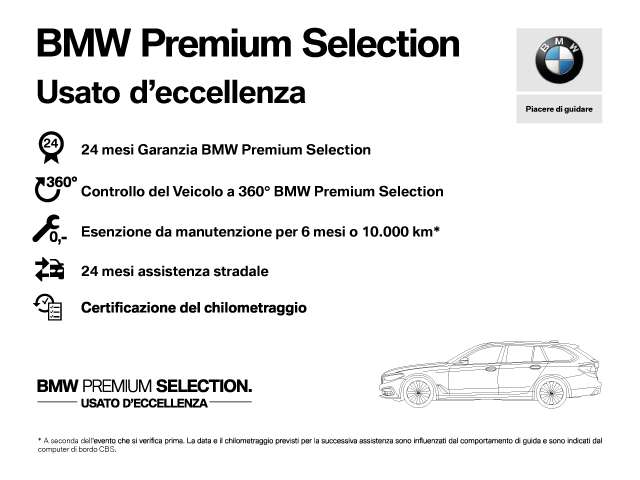 BMW Premium Selection
Usato d'eccellenza
BMW
Piacere di guidare
24
24 mesi Garanzia BMW Premium Selection
360°
Controllo del Veicolo a 360° BMW Premium Selection
0,-
Esenzione da manutenzione per 6 mesi o 10.000 km*
24 mesi assistenza stradale
Certificazione del chilometraggio
BMW PREMIUM SELECTION.
USATO D'ECCELLENZA
* A seconda dell'evento che si verifica prima. La data e il chilometraggio previsti per la successiva assistenza sono influenzati dal comportamento di guida e sono indicati dal
computer di bordo CBS.